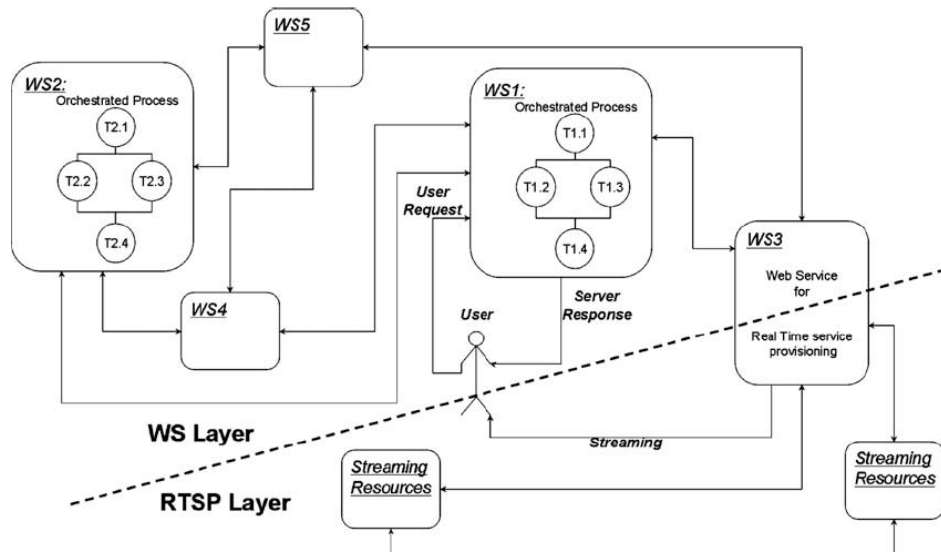 WS5
WS2:
Orchestrated Process
T2.1
T2.2
T2.3
T2.4
WS1:
Orchestrated Process
T1.1
T1.2
T1.3
T1.4
User
Request
WS3
Web Service
for
Real Time service
provisioning
WS4
User
Server
Response
WS Layer
Streaming
RTSP Layer
Streaming
Resources
Streaming
Resources